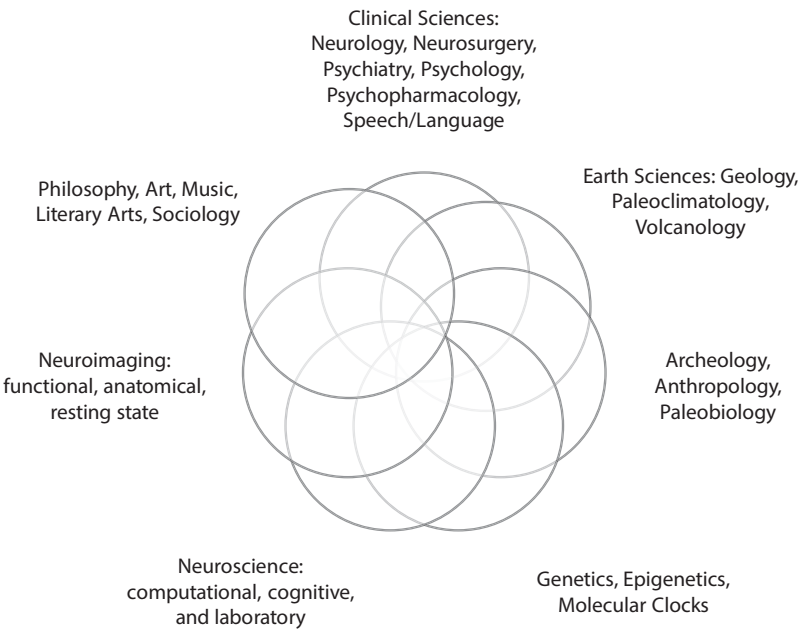 Clinical Sciences:
Neurology, Neurosurgery,
Psychiatry, Psychology,
Psychopharmacology,
Speech/Language
Philosophy, Art, Music,
Literary Arts, Sociology
Earth Sciences: Geology,
Paleoclimatology,
Volcanology
Neuroimaging:
functional, anatomical,
resting state
Archeology,
Anthropology,
Paleobiology
Neuroscience:
computational, cognitive,
and laboratory
Genetics, Epigenetics,
Molecular Clocks